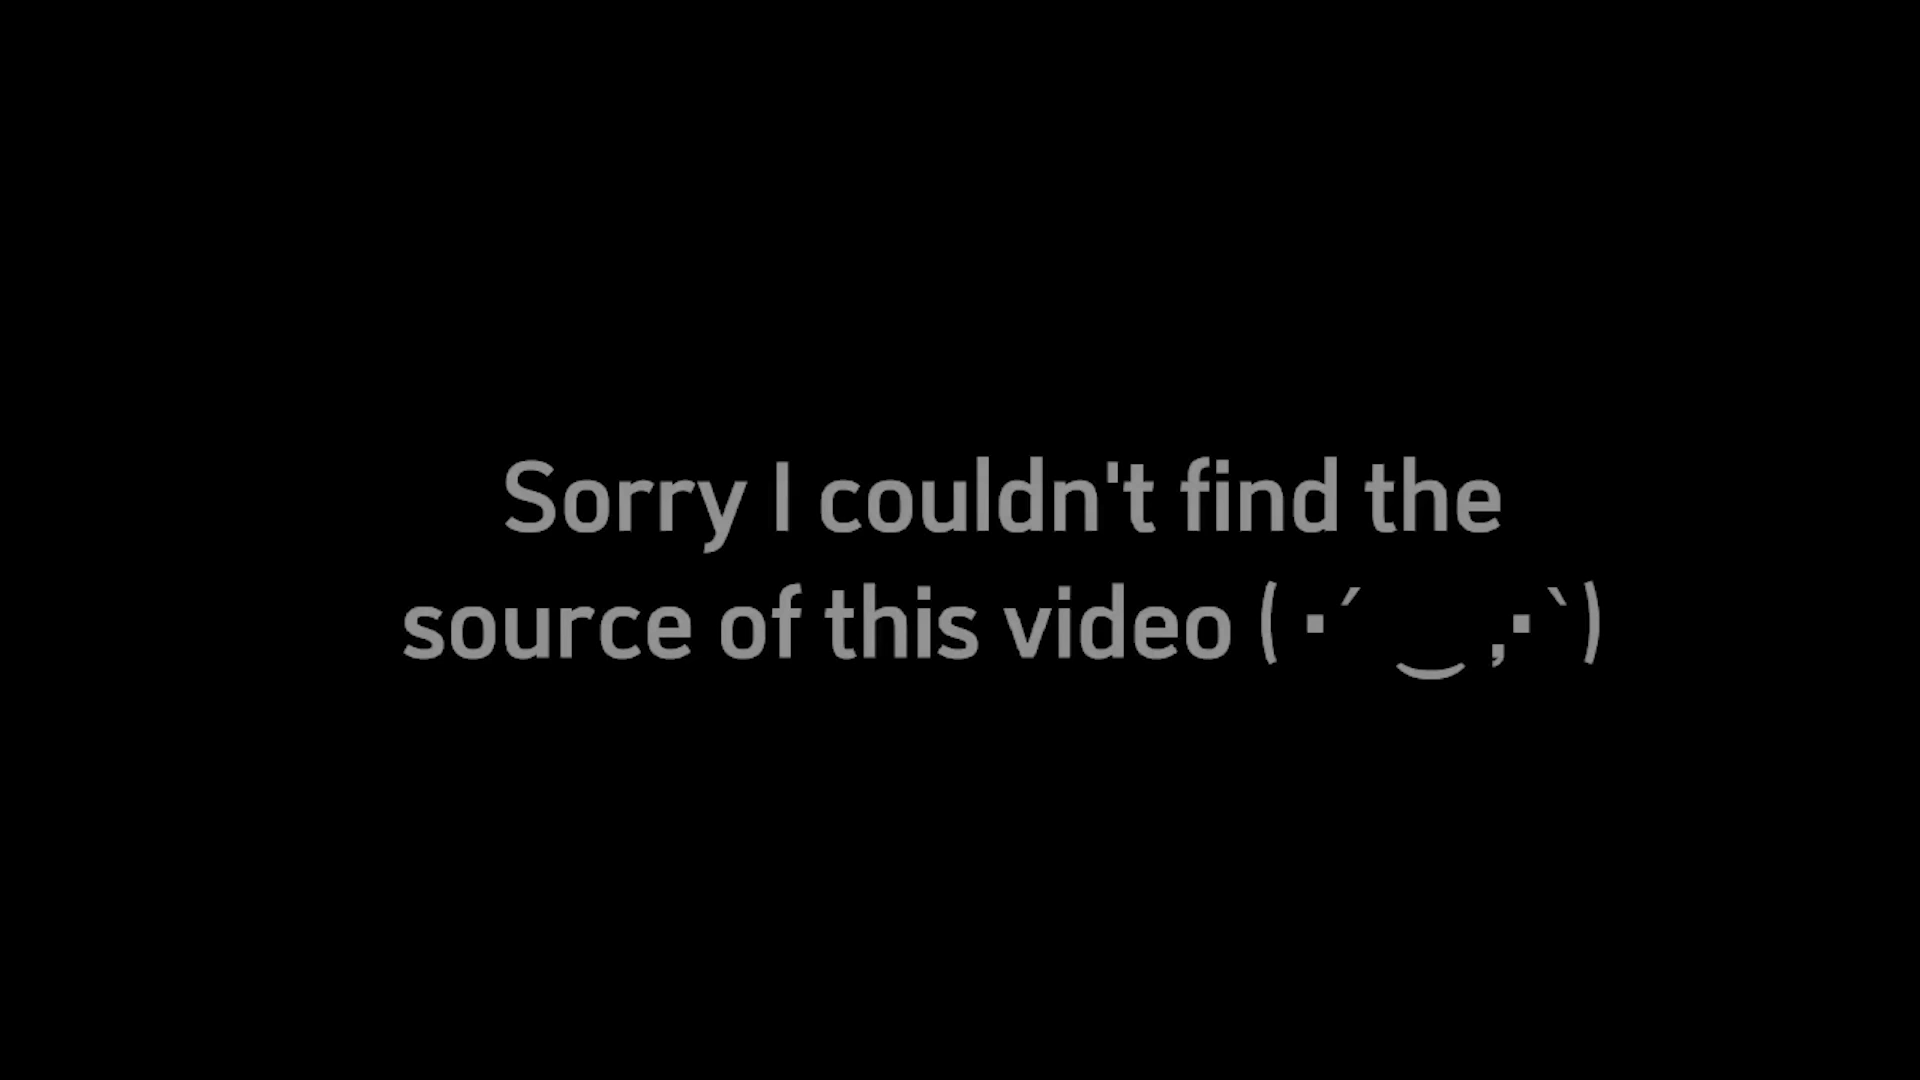 Sorry I couldn't find the
source of this video (·´ ‿ ,·`)